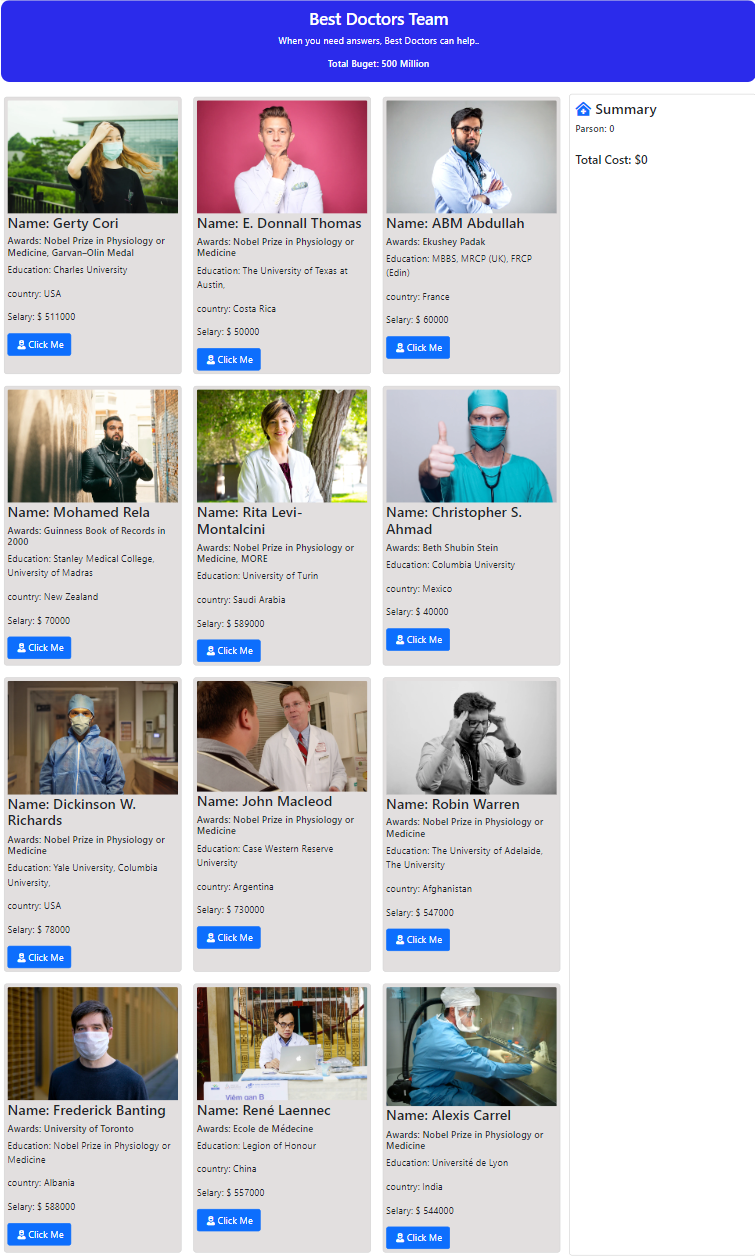 Best Doctors Team
When you need answers, Best Doctors can help..
Total Buget: 500 Million
Name: Gerty Cori
Awards: Nobel Prize in Physiology or
Medicine, Garvan–Olin Medal
Education: Charles University
country: USA
Selary: $ 511000
Click Me
Name: E. Donnall Thomas
Awards: Nobel Prize in Physiology or
Medicine
Education: The University of Texas at
Austin,
country: Costa Rica
Selary: $ 50000
Click Me
Name: ABM Abdullah
Awards: Ekushey Padak
Education: MBBS, MRCP (UK), FRCP
(Edin)
country: France
Selary: $ 60000
Click Me
Summary
Parson: 0
Total Cost: $0
Name: Mohamed Rela
Awards: Guinness Book of Records in
2000
Education: Stanley Medical College,
University of Madras
country: New Zealand
Selary: $ 70000
Click Me
Name: Rita Levi-
Montalcini
Awards: Nobel Prize in Physiology or
Medicine, MORE
Education: University of Turin
country: Saudi Arabia
Selary: $ 589000
Click Me
Name: Christopher S.
Ahmad
Awards: Beth Shubin Stein
Education: Columbia University
country: Mexico
Selary: $ 40000
Click Me
Name: Dickinson W.
Richards
Awards: Nobel Prize in Physiology or
Medicine
Education: Yale University, Columbia
University,
country: USA
Selary: $ 78000
Click Me
Name: John Macleod
Awards: Nobel Prize in Physiology or
Medicine
Education: Case Western Reserve
University
country: Argentina
Selary: $ 730000
Click Me
Name: Robin Warren
Awards: Nobel Prize in Physiology or
Medicine
Education: The University of Adelaide,
The University
country: Afghanistan
Selary: $ 547000
Click Me
Name: Frederick Banting
Awards: University of Toronto
Education: Nobel Prize in Physiology or
Medicine
country: Albania
Selary: $ 588000
Click Me
Viêm gan B
Name: René Laennec
Awards: Ecole de Médecine
Education: Legion of Honour
country: China
Selary: $ 557000
Click Me
Name: Alexis Carrel
Awards: Nobel Prize in Physiology or
Medicine
Education: Université de Lyon
country: India
Selary: $ 544000
Click Me